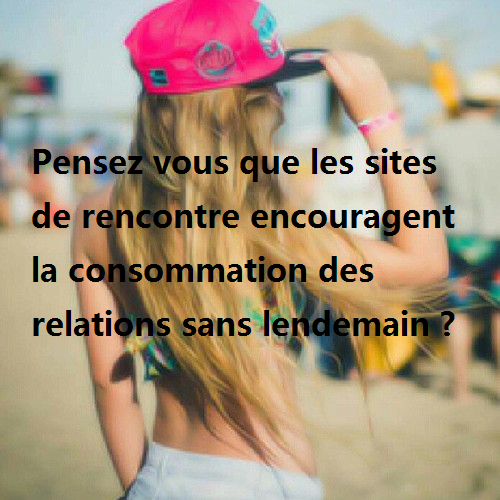 Pensez vous que les sites
de rencontre encouragent
la consommation des
relations sans lendemain ?